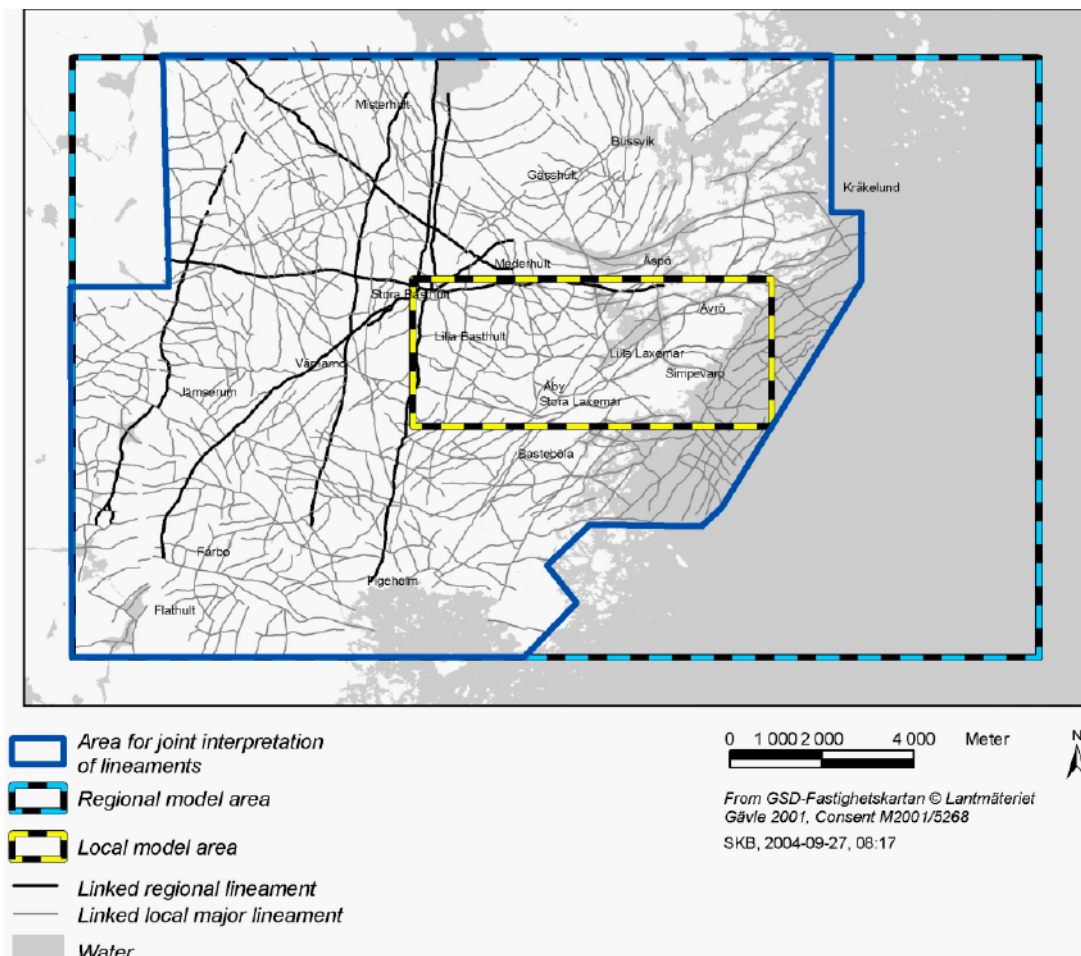 Misterhult
Bussvik
Gässhult
Kråkelund
Mederhult
Äspö
Stora Basthult
Ävrö
Lilla Basthult
Lilla Laxemar
Värnamo
Simpevarp
Jämserum
Åby
Stora Laxemar
Basteböla
Fårbo
Figeholm
Flathult
Area for joint interpretation
of lineaments
Regional model area
Local model area
Linked regional lineament
Linked local major lineament
Water
0 1 000 2 000 4 000 Meter
N
From GSD-Fastighetskartan © Lantmäteriet
Gävle 2001, Consent M2001/5268
SKB, 2004-09-27, 08:17